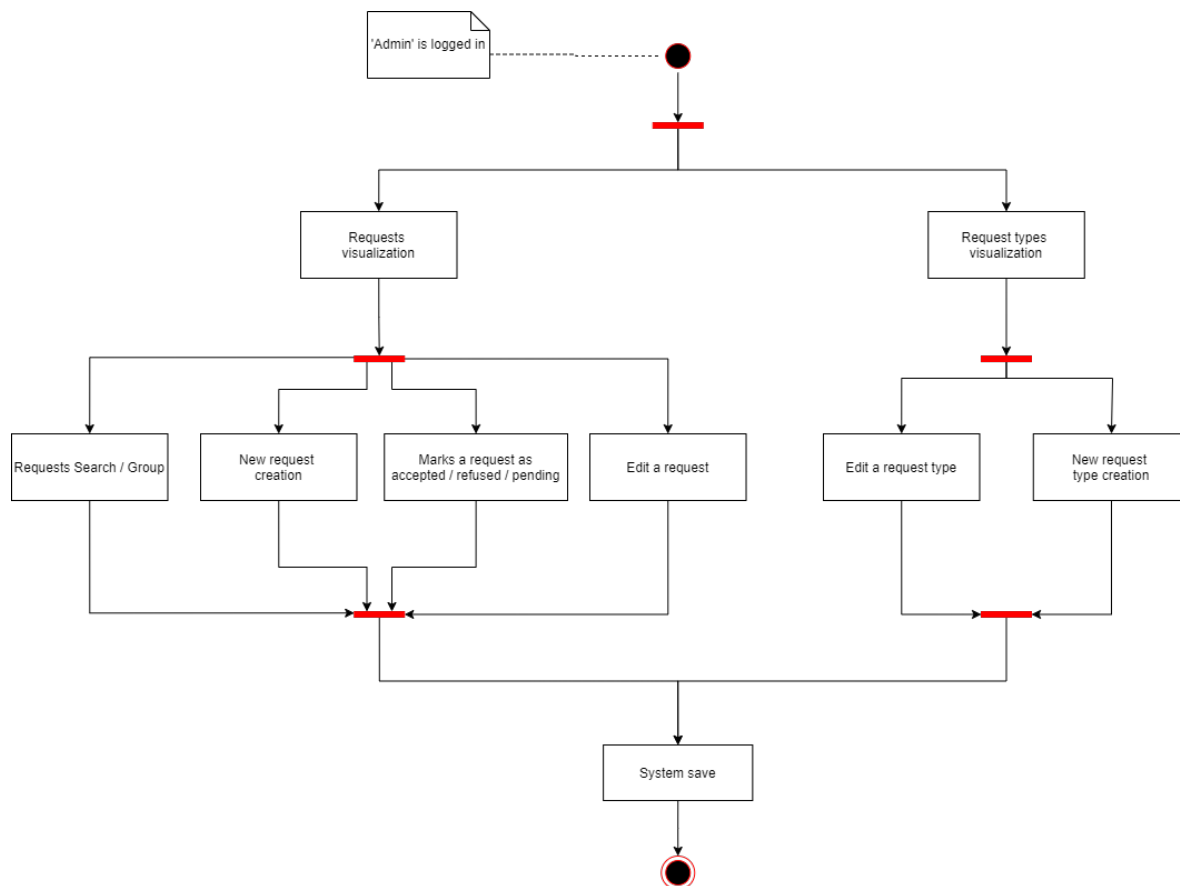 'Admin' is logged in
Requests
visualization
Request types
visualization
Requests Search / Group
New request
creation
Marks a request as
accepted / refused / pending
Edit a request
Edit a request type
New request
type creation
System save